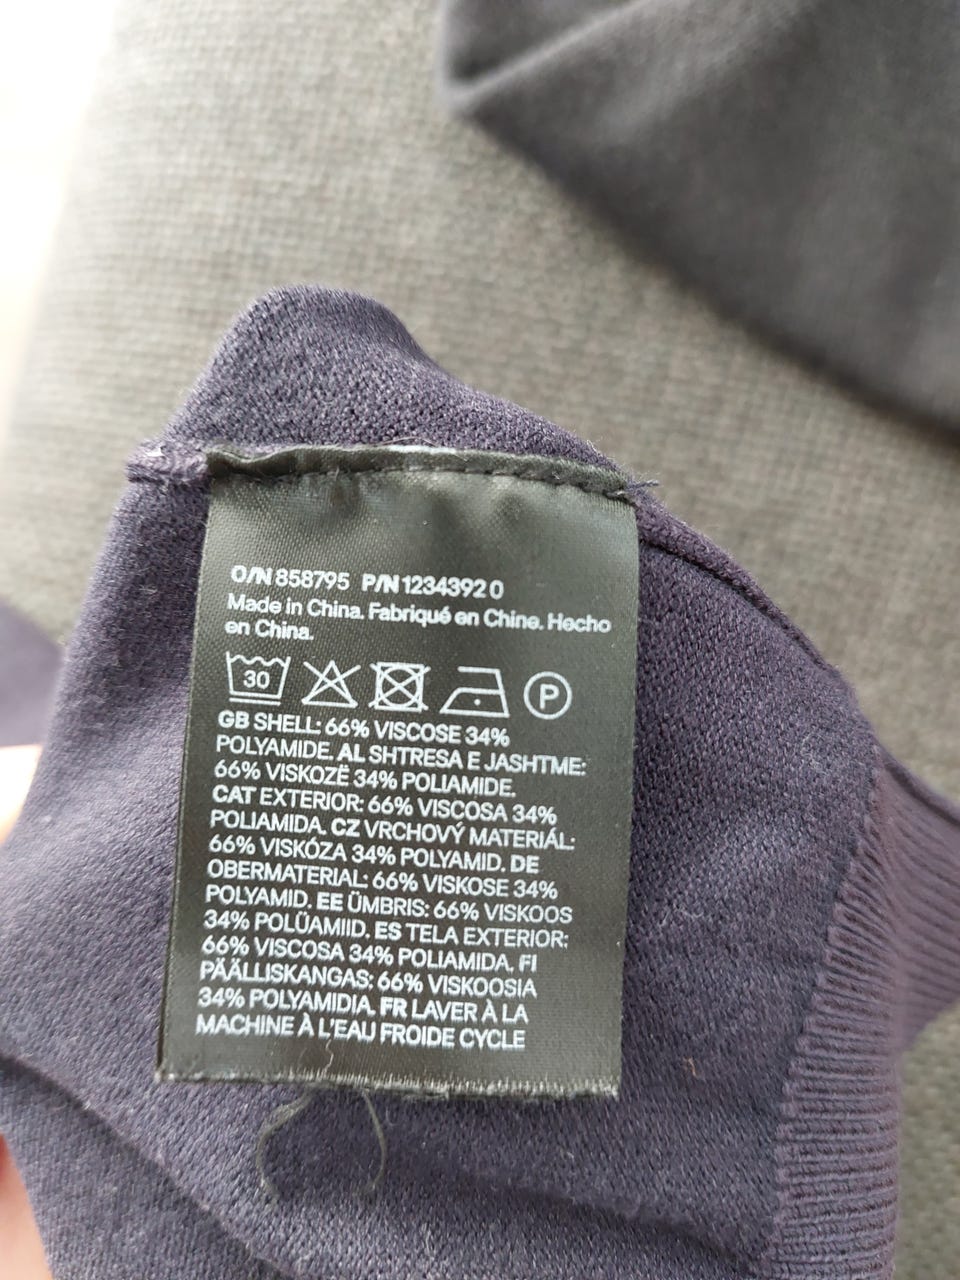 O/N 858795 P/N 1234392 0
Made in China. Fabriqué en Chine. Hecho
en China.
30 P
GB SHELL: 66% VISCOSE 34%
POLYAMIDE. AL SHTRESA E JASHTME:
66% VISKOZË 34% POLIAMIDE.
CAT EXTERIOR: 66% VISCOSA 34%
POLIAMIDA. CZ VRCHOVÝ MATERIÁL:
66% VISKÓZA 34% POLYAMID. DE
OBERMATERIAL: 66% VISKOSE 34%
POLYAMID. EE ÜMBRIS: 66% VISKOOS
34% POLÜAMIID. ES TELA EXTERIOR:
66% VISCOSA 34% POLIAMIDA. FI
PÄÄLLISKANGAS: 66% VISKOOSIA
34% POLYAMIDIA. FR LAVER À LA
MACHINE À L'EAU FROIDE CYCLE